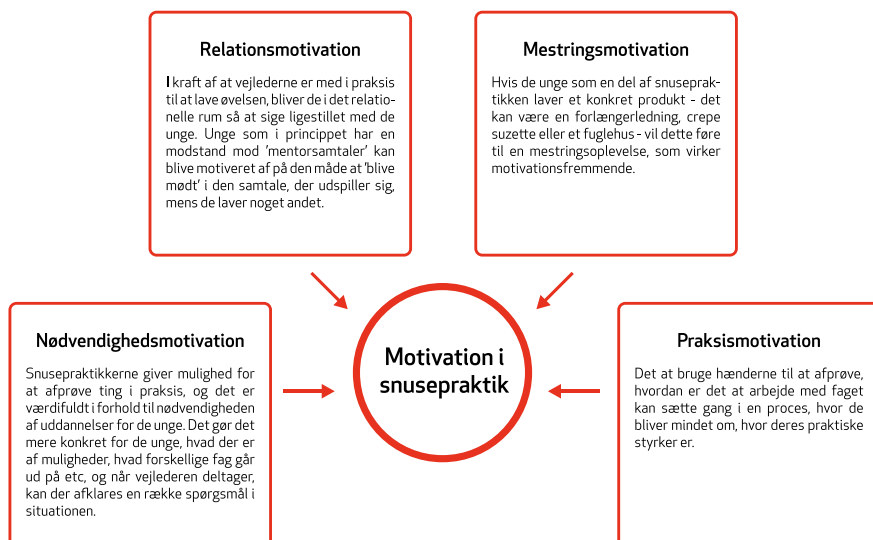 Relationsmotivation
I kraft af at vejlederne er med i praksis
til at lave øvelsen, bliver de i det relatio-
nelle rum så at sige ligestillet med de
unge. Unge som i princippet har en
modstand mod 'mentorsamtaler' kan
blive motiveret af på den måde at 'blive
mødt' i den samtale, der udspiller sig,
mens de laver noget andet.
Mestringsmotivation
Hvis de unge som en del af snuseprak-
tikken laver et konkret produkt - det
kan være en forlængerledning, crepe
suzette eller et fuglehus - vil dette føre
til en mestringsoplevelse, som virker
motivationsfremmende.
Nødvendighedsmotivation
Snusepraktikkerne giver mulighed for
at afprøve ting i praksis, og det er
værdifuldt i forhold til nødvendigheden
af uddannelser for de unge. Det gør det
mere konkret for de unge, hvad der er
af muligheder, hvad forskellige fag går
ud på etc, og når vejlederen deltager,
kan der afklares en række spørgsmål i
situationen.
Motivation i
snusepraktik
Praksismotivation
Det at bruge hænderne til at afprøve,
hvordan er det at arbejde med faget
kan sætte gang i en proces, hvor de
bliver mindet om, hvor deres praktiske
styrker er.